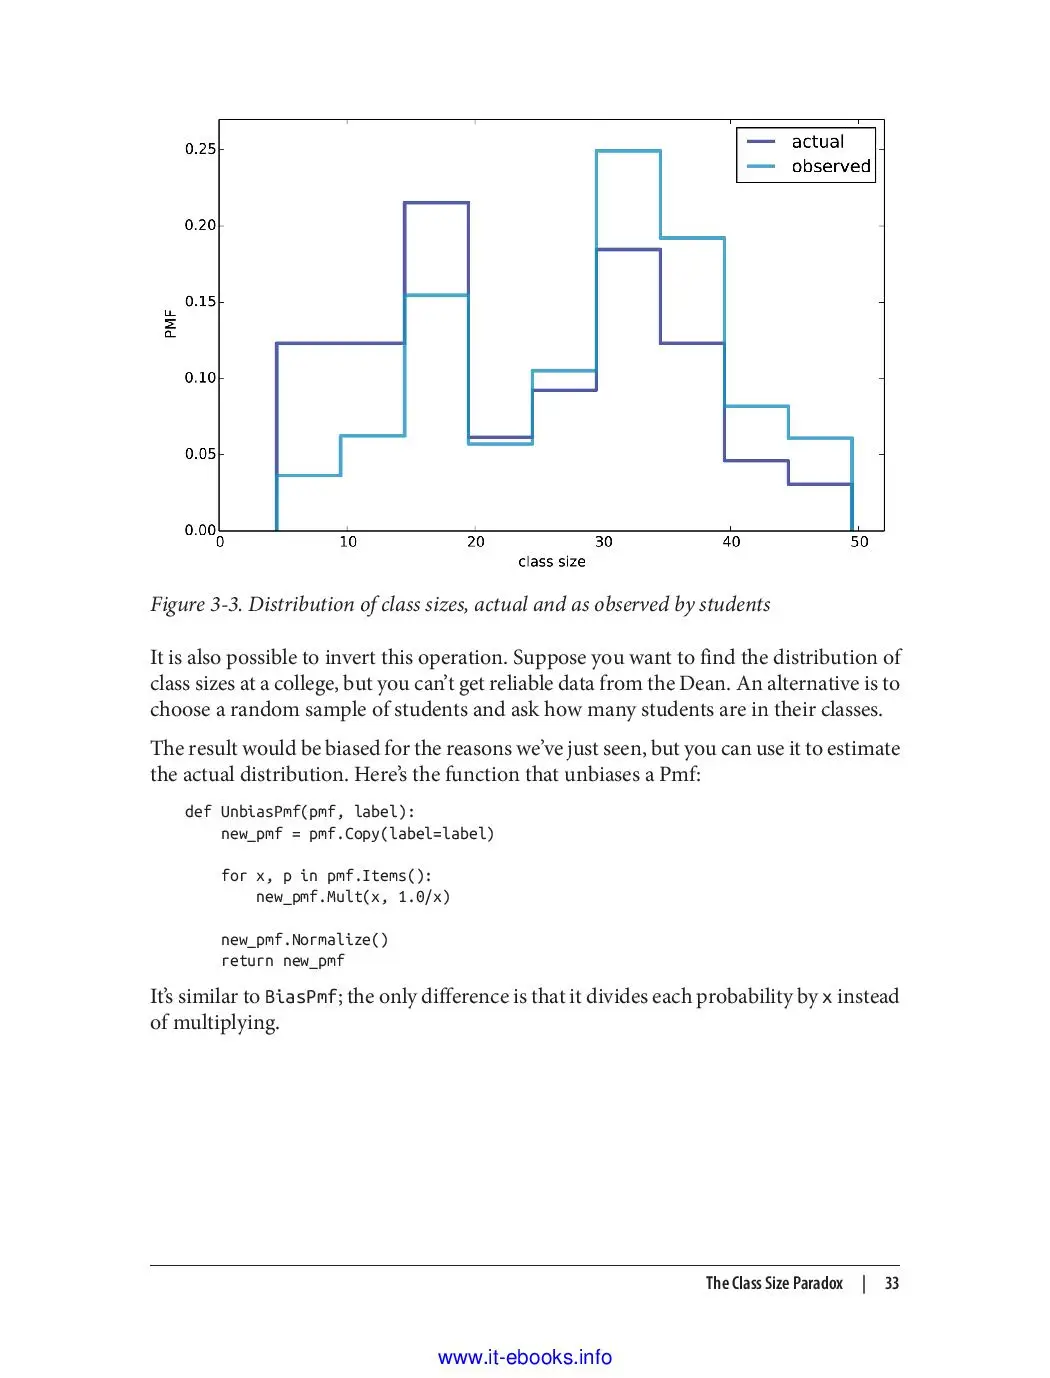 0.25
0.20
0.15
0.10
0.05
0.00
PMF
actual
observed
0 10 20 30 40 50
class size
Figure 3-3. Distribution of class sizes, actual and as observed by students
It is also possible to invert this operation. Suppose you want to find the distribution of
class sizes at a college, but you can’t get reliable data from the Dean. An alternative is to
choose a random sample of students and ask how many students are in their classes.
The result would be biased for the reasons we’ve just seen, but you can use it to estimate
the actual distribution. Here’s the function that unbiases a Pmf:
def UnbiasPmf(pmf, label):
    new_pmf = pmf.Copy(label=label)
    for x, p in pmf.Items():
        new_pmf.Mult(x, 1.0/x)
    new_pmf.Normalize()
    return new_pmf
It’s similar to BiasPmf; the only difference is that it divides each probability by x instead
of multiplying.
The Class Size Paradox | 33
www.it-ebooks.info